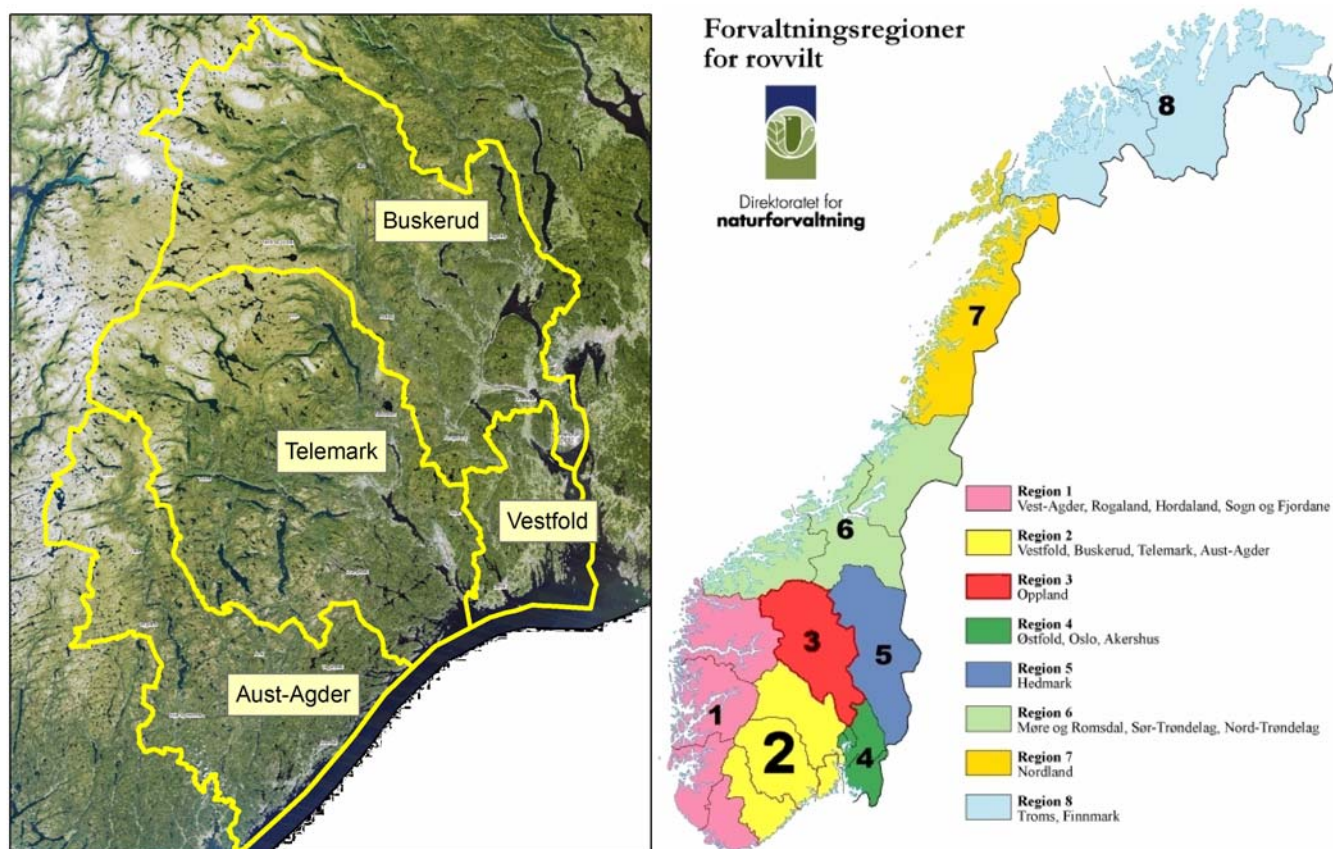 Buskerud
Telemark
Vestfold
Aust-Agder
Forvaltningsregioner
for rovvilt
Direktoratet for
naturforvaltning
8
7
6
5
3
1
2
4
Region 1
Vest-Agder, Rogaland, Hordaland, Sogn og Fjordane
Region 2
Vestfold, Buskerud, Telemark, Aust-Agder
Region 3
Oppland
Region 4
Østfold, Oslo, Akershus
Region 5
Hedmark
Region 6
Møre og Romsdal, Sør-Trøndelag, Nord-Trøndelag
Region 7
Nordland
Region 8
Troms, Finnmark